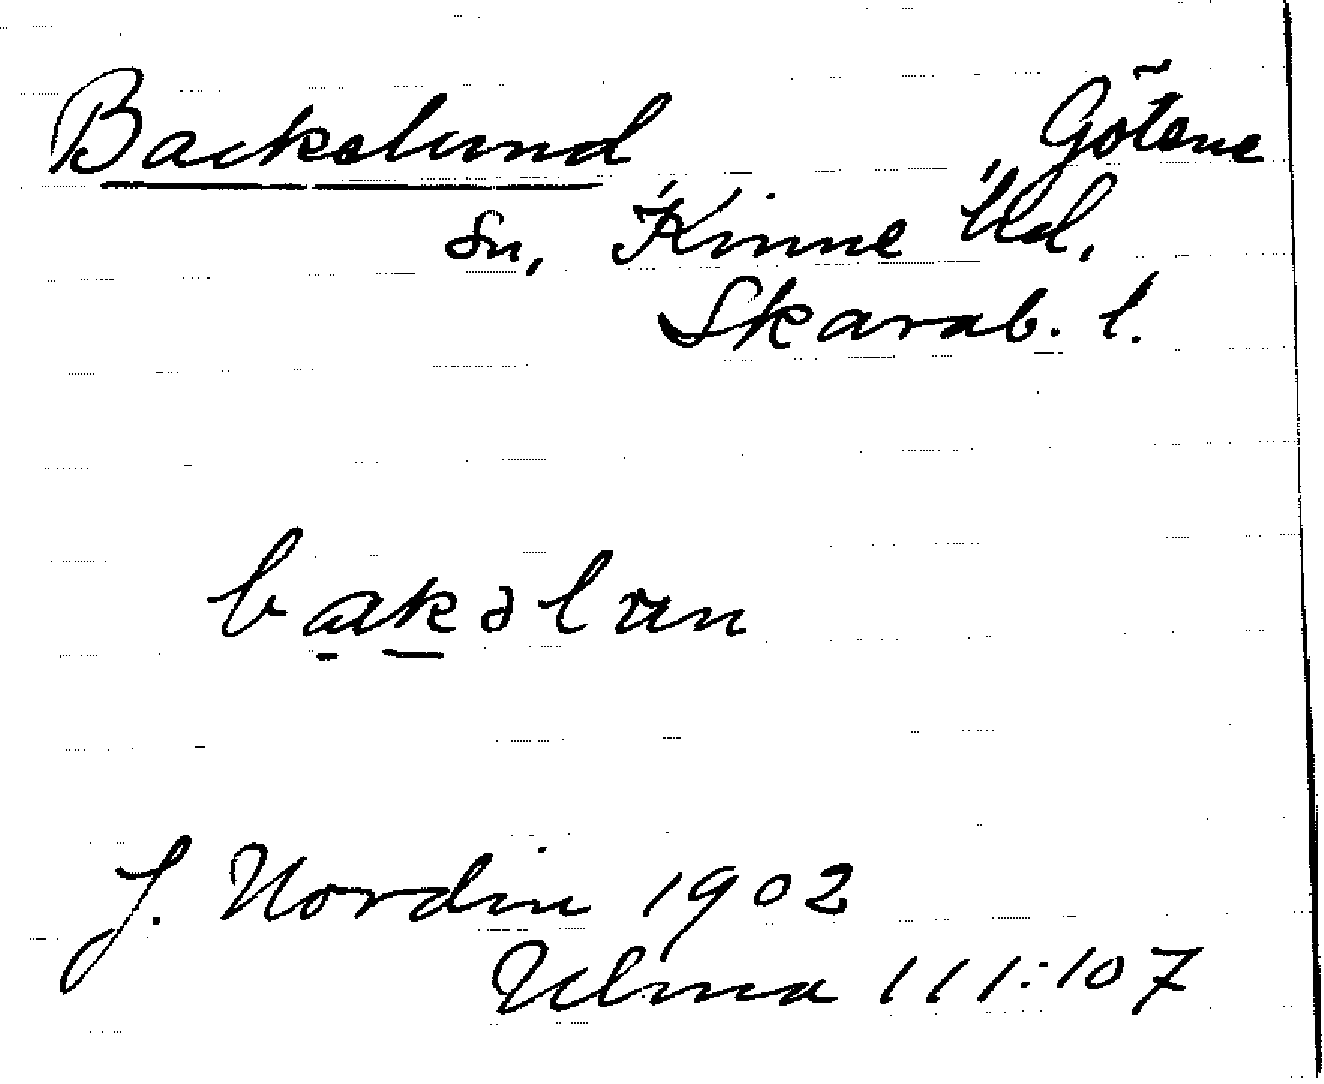 Backelund Götene
Sn, Kinne Hd.
Skarab. l.
bakəlun
J. Nordin 1902
Ulma 111:107